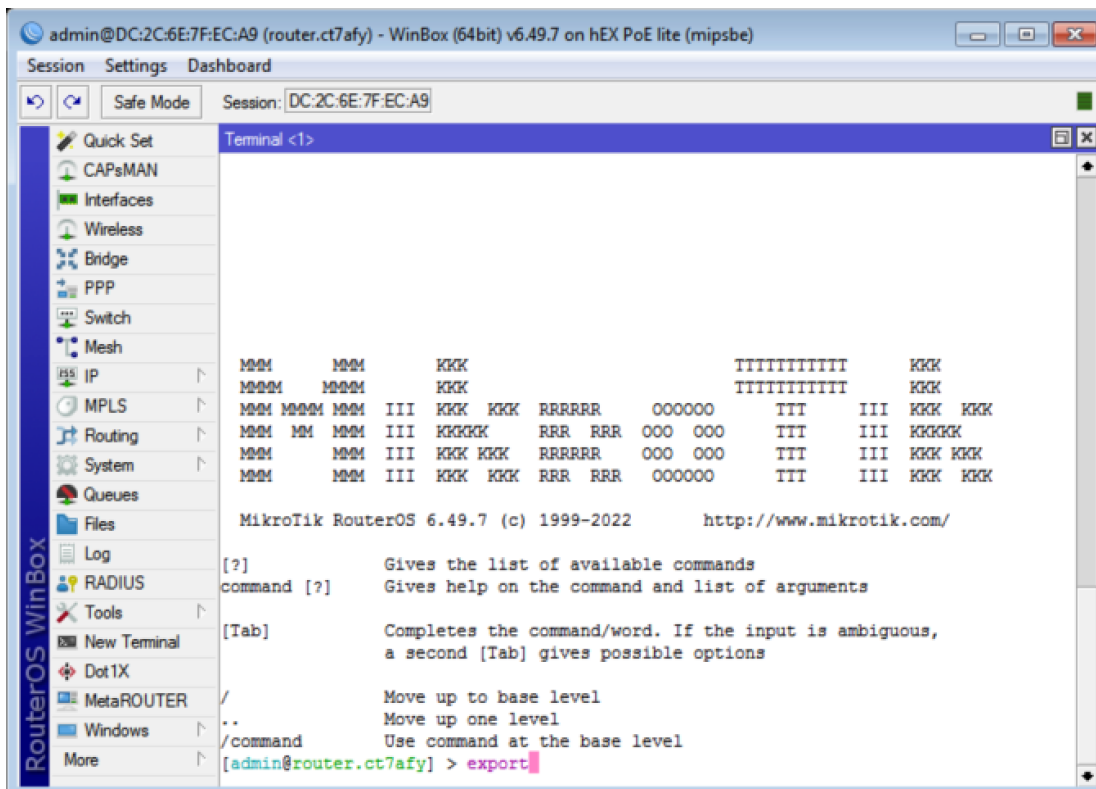 admin@DC:2C:6E:7F:EC:A9 (router.ct7afy) - WinBox (64bit) v6.49.7 on hEX PoE lite (mipsbe)
Session Settings Dashboard
Safe Mode Session: DC:2C:6E:7F:EC:A9
Quick Set
CAPsMAN
Interfaces
Wireless
Bridge
PPP
Switch
Mesh
IP
MPLS
Routing
System
Queues
Files
Log
RADIUS
Tools
New Terminal
Dot1X
MetaROUTER
Windows
More
RouterOS WinBox
Terminal <1>
MMM      MMM       KKK                          TTTTTTTTTTT      KKK
MMMM    MMMM       KKK                          TTTTTTTTTTT      KKK
MMM MMMM MMM  III  KKK  KKK  RRRRRR     OOOOOO      TTT     III  KKK  KKK
MMM  MM  MMM  III  KKKKK     RRR  RRR  OOO  OOO     TTT     III  KKKKK
MMM      MMM  III  KKK KKK   RRRRRR    OOO  OOO     TTT     III  KKK KKK
MMM      MMM  III  KKK  KKK  RRR  RRR   OOOOOO      TTT     III  KKK  KKK
MikroTik RouterOS 6.49.7 (c) 1999-2022       http://www.mikrotik.com/
[?]             Gives the list of available commands
command [?]     Gives help on the command and list of arguments
[Tab]           Completes the command/word. If the input is ambiguous,
a second [Tab] gives possible options
/               Move up to base level
..              Move up one level
/command        Use command at the base level
[admin@router.ct7afy] > export